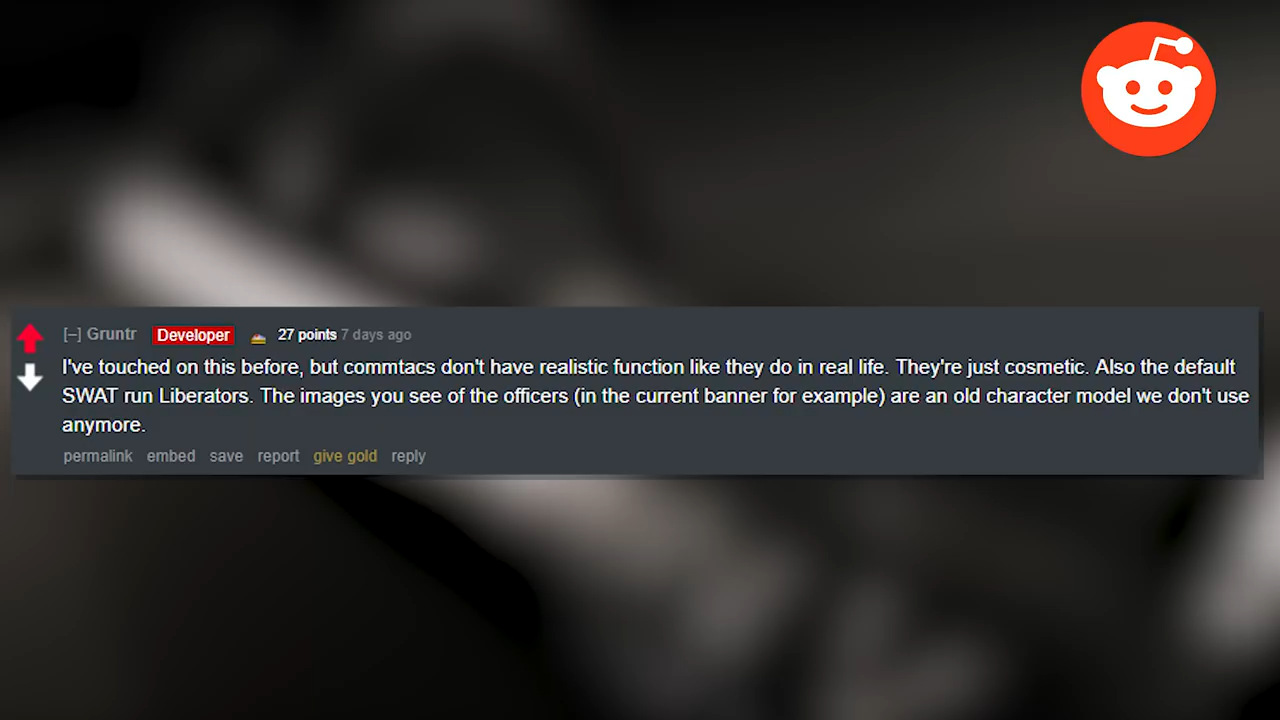 [–] Gruntr Developer 27 points 7 days ago
I've touched on this before, but commtacs don't have realistic function like they do in real life. They're just cosmetic. Also the default
SWAT run Liberators. The images you see of the officers (in the current banner for example) are an old character model we don't use
anymore.
permalink embed save report give gold reply